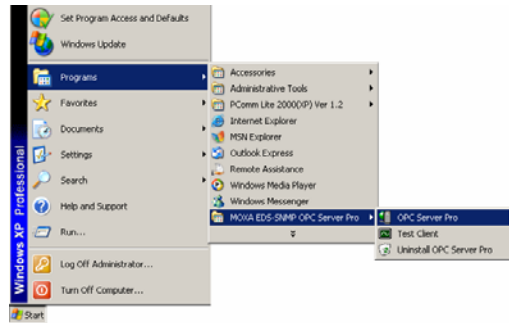 Set Program Access and Defaults
Windows Update
Programs
Favorites
Documents
Settings
Search
Help and Support
Run...
Log Off Administrator...
Turn Off Computer...
Windows XP Professional
Start
Accessories
Administrative Tools
PComm Lite 2000(XP) Ver 1.2
Internet Explorer
MSN Explorer
Outlook Express
Remote Assistance
Windows Media Player
Windows Messenger
MOXA EDS-SNMP OPC Server Pro
OPC Server Pro
Test Client
Uninstall OPC Server Pro